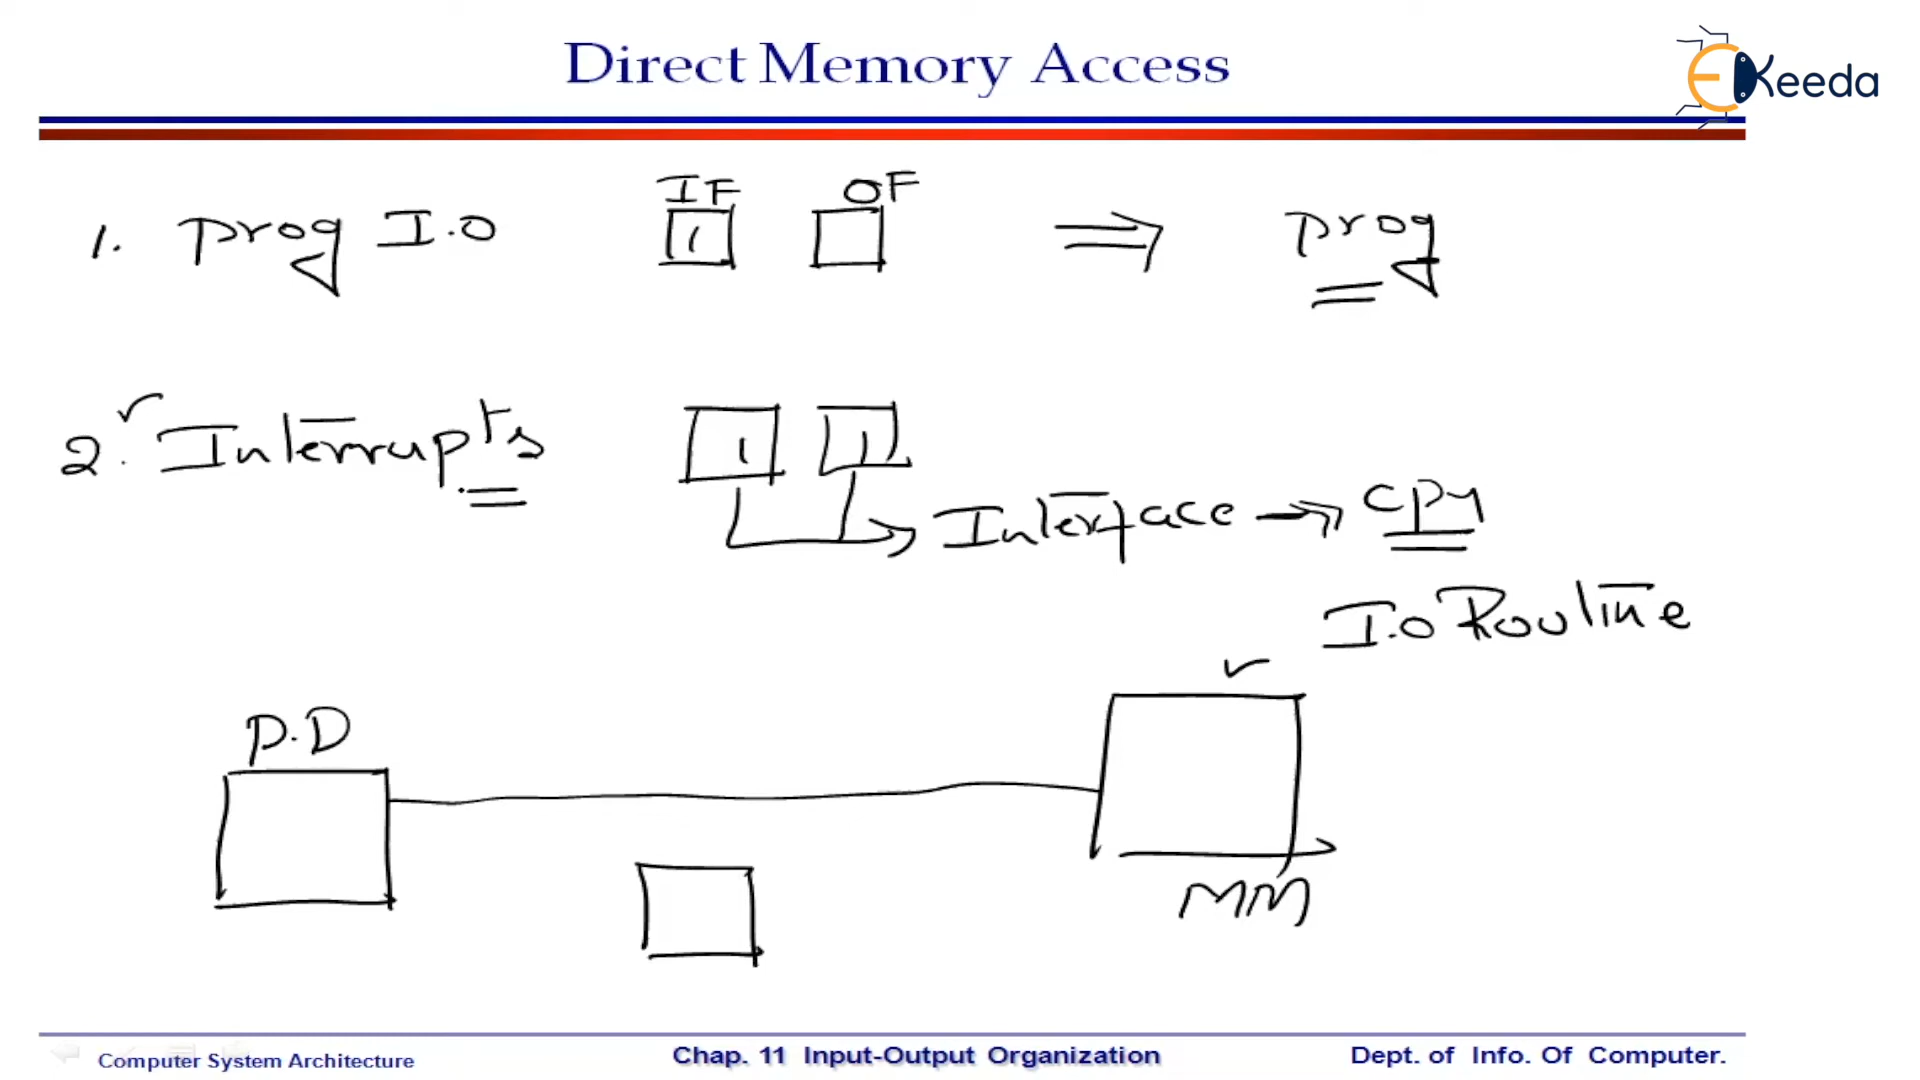 Direct Memory Access
EKeeda
IF OF
1. Prog I.O 1 ⇒ Prog
2. Interrupts 1 1
Interface → CPU
I.O Routine
P.D
MM
Computer System Architecture Chap. 11 Input-Output Organization Dept. of Info. Of Computer.